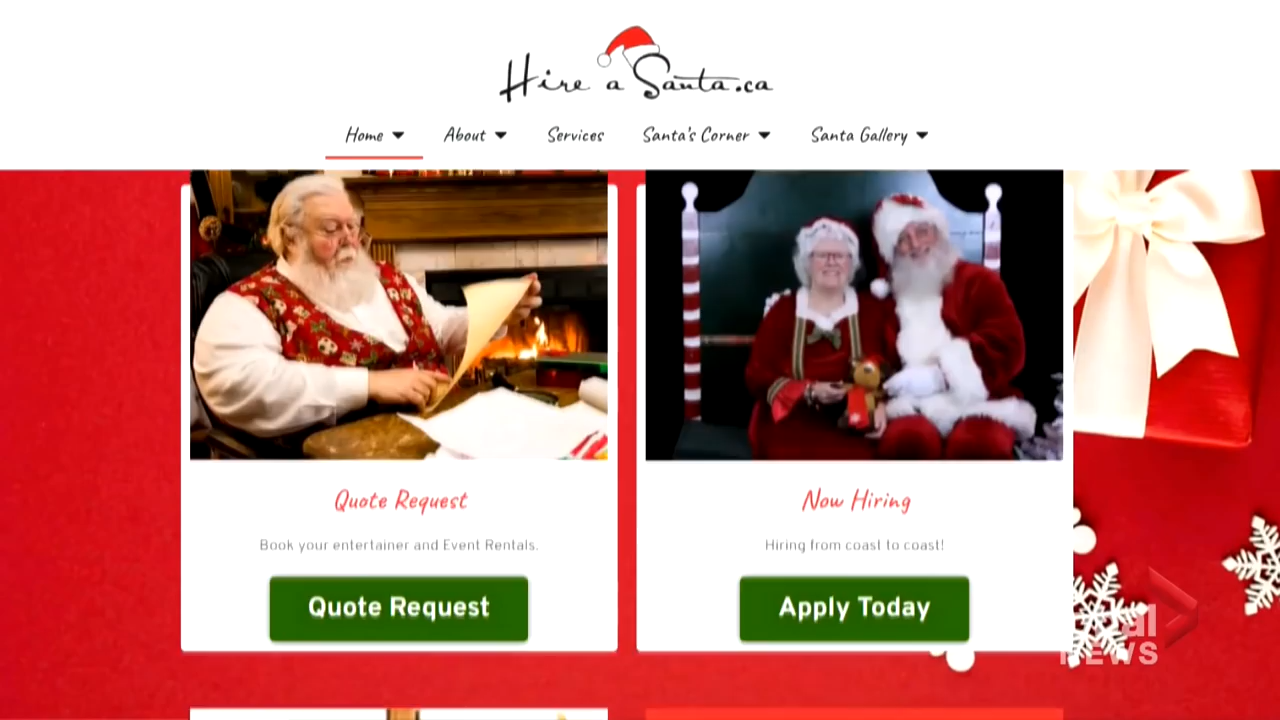 Hire a Santa.ca
Home About Services Santa's Corner Santa Gallery
Quote Request
Now Hiring
Book your entertainer and Event Rentals.
Hiring from coast to coast!
Quote Request
Apply Today
NEWS